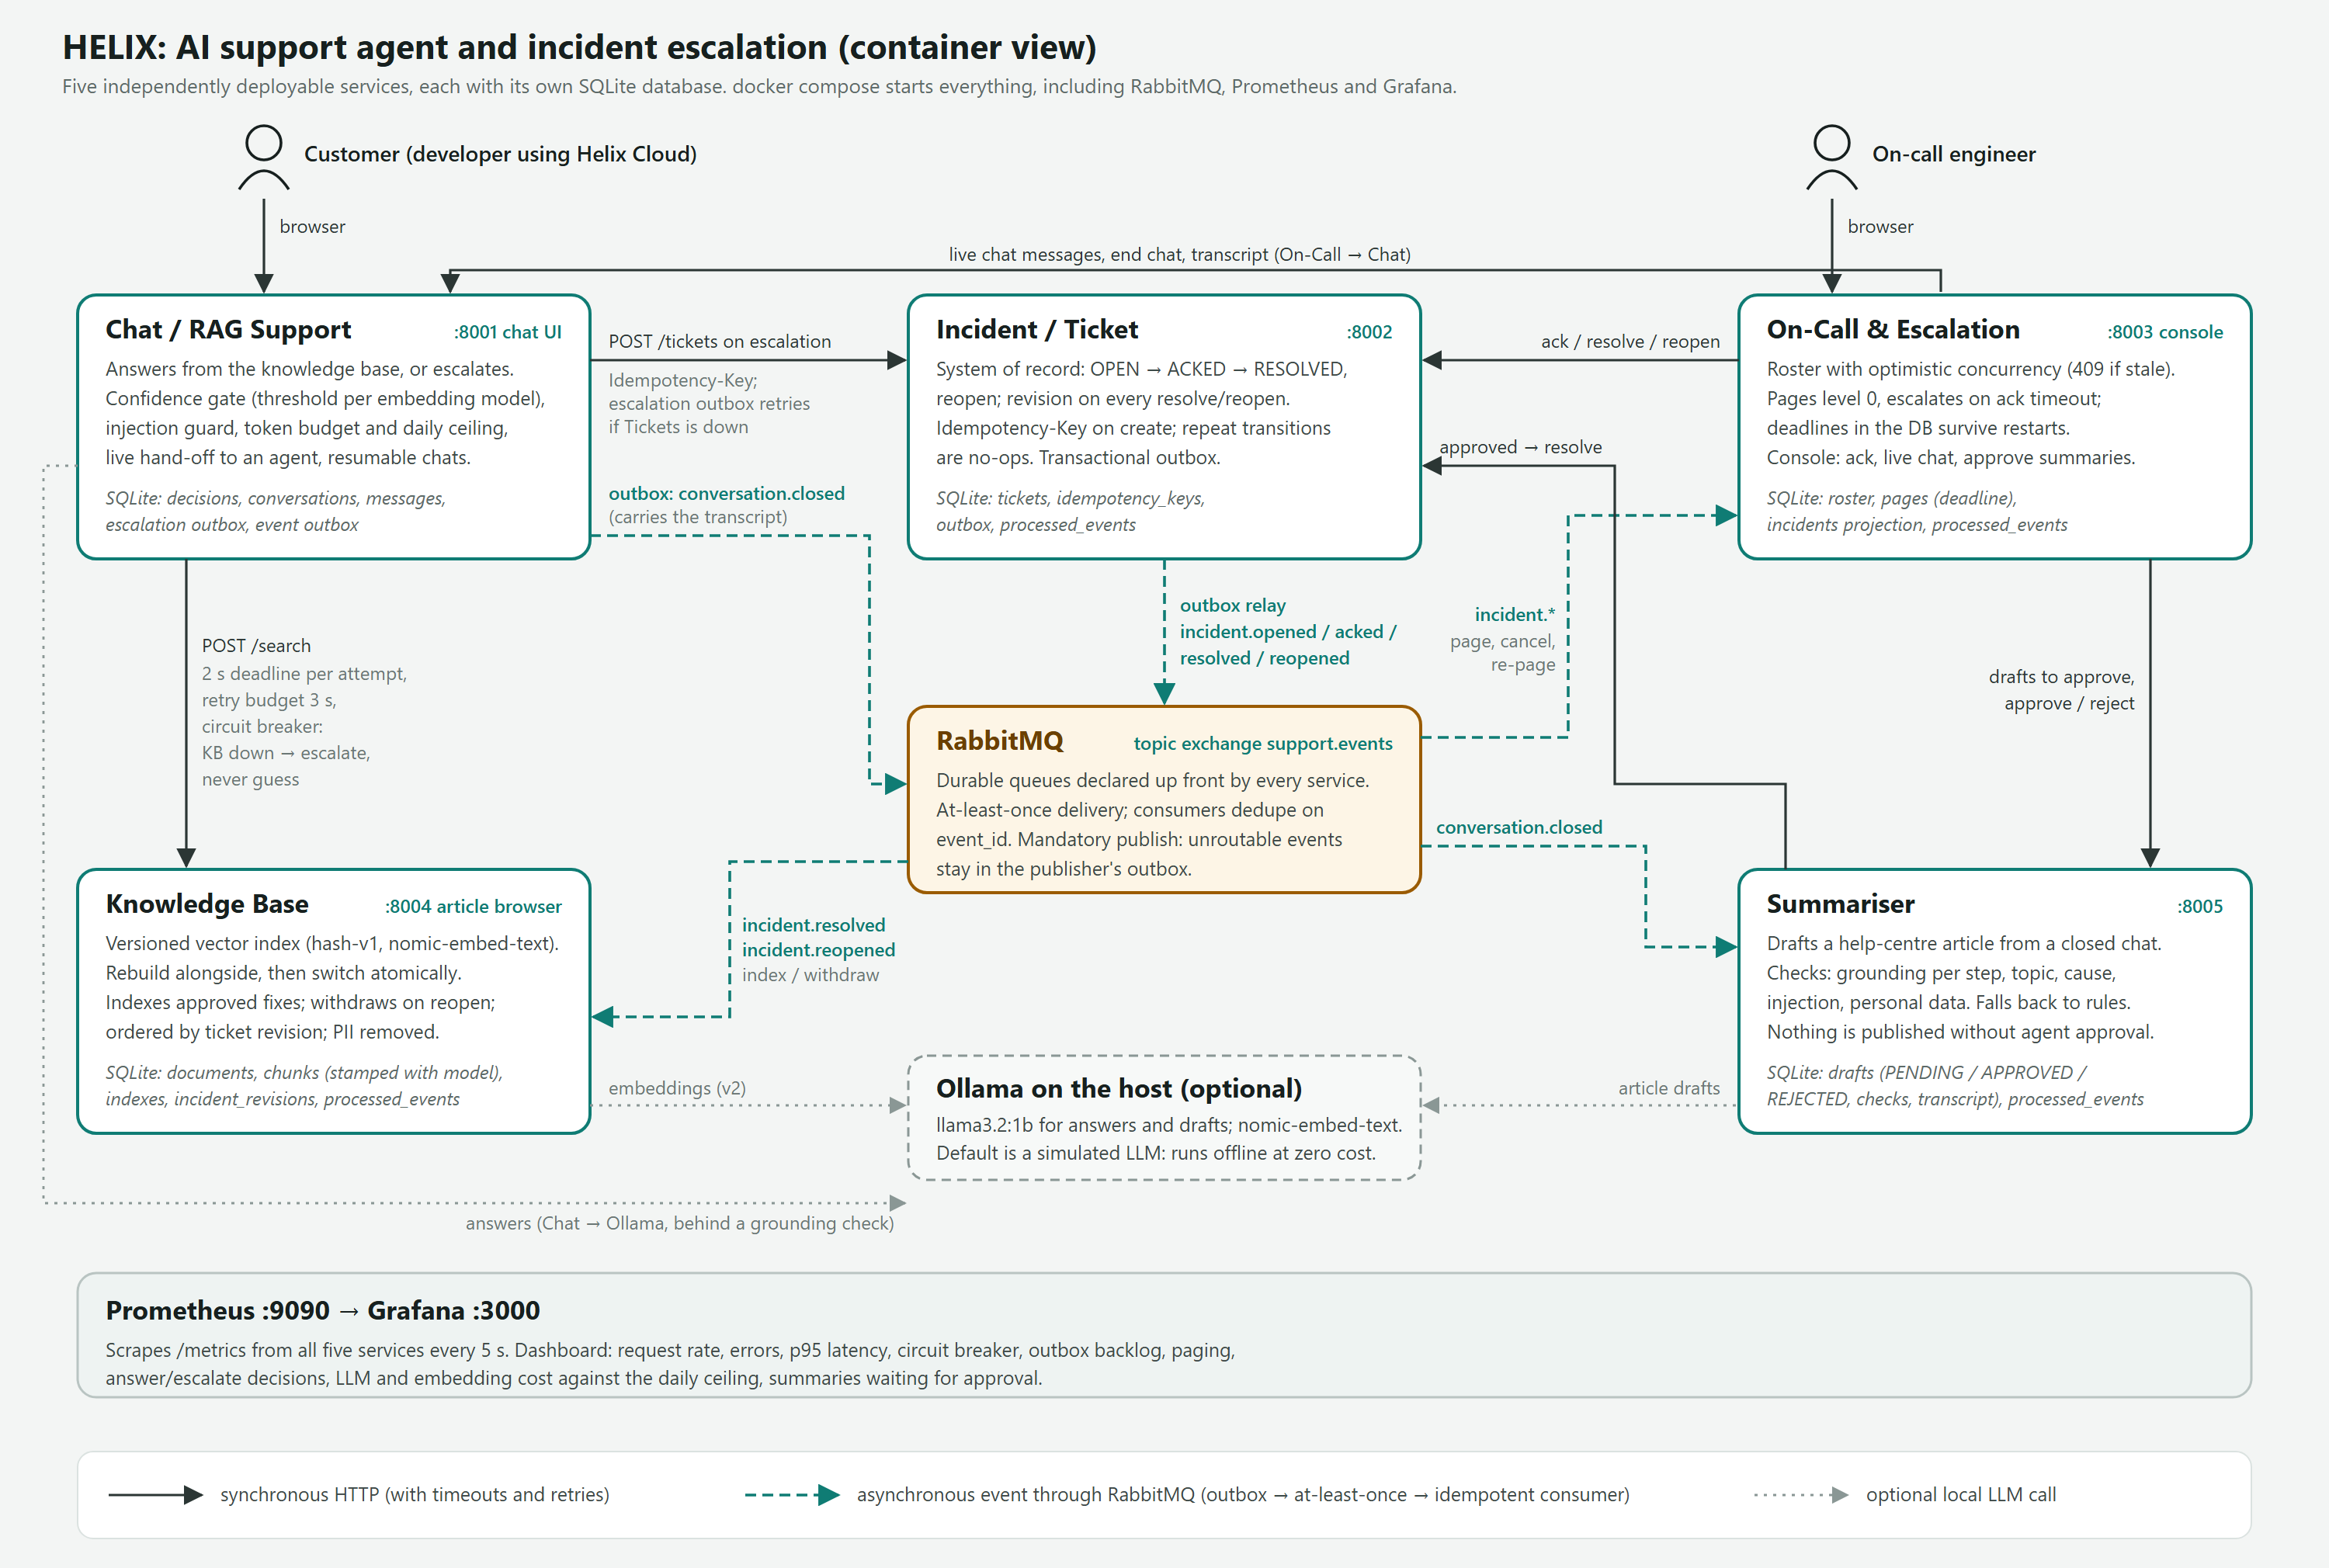 HELIX: AI support agent and incident escalation (container view)
Five independently deployable services, each with its own SQLite database. docker compose starts everything, including RabbitMQ, Prometheus and Grafana.
Customer (developer using Helix Cloud)
On-call engineer
browser
browser
live chat messages, end chat, transcript (On-Call → Chat)
Chat / RAG Support
:8001 chat UI
Answers from the knowledge base, or escalates.
Confidence gate (threshold per embedding model),
injection guard, token budget and daily ceiling,
live hand-off to an agent, resumable chats.
SQLite: decisions, conversations, messages,
escalation outbox, event outbox
POST /tickets on escalation
Idempotency-Key;
escalation outbox retries
if Tickets is down
outbox: conversation.closed
(carries the transcript)
Incident / Ticket
:8002
System of record: OPEN → ACKED → RESOLVED,
reopen; revision on every resolve/reopen.
Idempotency-Key on create; repeat transitions
are no-ops. Transactional outbox.
SQLite: tickets, idempotency_keys,
outbox, processed_events
ack / resolve / reopen
approved → resolve
On-Call & Escalation
:8003 console
Roster with optimistic concurrency (409 if stale).
Pages level 0, escalates on ack timeout;
deadlines in the DB survive restarts.
Console: ack, live chat, approve summaries.
SQLite: roster, pages (deadline),
incidents projection, processed_events
POST /search
2 s deadline per attempt,
retry budget 3 s,
circuit breaker:
KB down → escalate,
never guess
outbox relay
incident.opened / acked /
resolved / reopened
incident.*
page, cancel,
re-page
drafts to approve,
approve / reject
RabbitMQ
topic exchange support.events
Durable queues declared up front by every service.
At-least-once delivery; consumers dedupe on
event_id. Mandatory publish: unroutable events
stay in the publisher's outbox.
conversation.closed
incident.resolved
incident.reopened
index / withdraw
Knowledge Base
:8004 article browser
Versioned vector index (hash-v1, nomic-embed-text).
Rebuild alongside, then switch atomically.
Indexes approved fixes; withdraws on reopen;
ordered by ticket revision; PII removed.
SQLite: documents, chunks (stamped with model),
indexes, incident_revisions, processed_events
embeddings (v2)
Ollama on the host (optional)
llama3.2:1b for answers and drafts; nomic-embed-text.
Default is a simulated LLM: runs offline at zero cost.
article drafts
Summariser
:8005
Drafts a help-centre article from a closed chat.
Checks: grounding per step, topic, cause,
injection, personal data. Falls back to rules.
Nothing is published without agent approval.
SQLite: drafts (PENDING / APPROVED /
REJECTED, checks, transcript), processed_events
answers (Chat → Ollama, behind a grounding check)
Prometheus :9090 → Grafana :3000
Scrapes /metrics from all five services every 5 s. Dashboard: request rate, errors, p95 latency, circuit breaker, outbox backlog, paging,
answer/escalate decisions, LLM and embedding cost against the daily ceiling, summaries waiting for approval.
synchronous HTTP (with timeouts and retries)
asynchronous event through RabbitMQ (outbox → at-least-once → idempotent consumer)
optional local LLM call